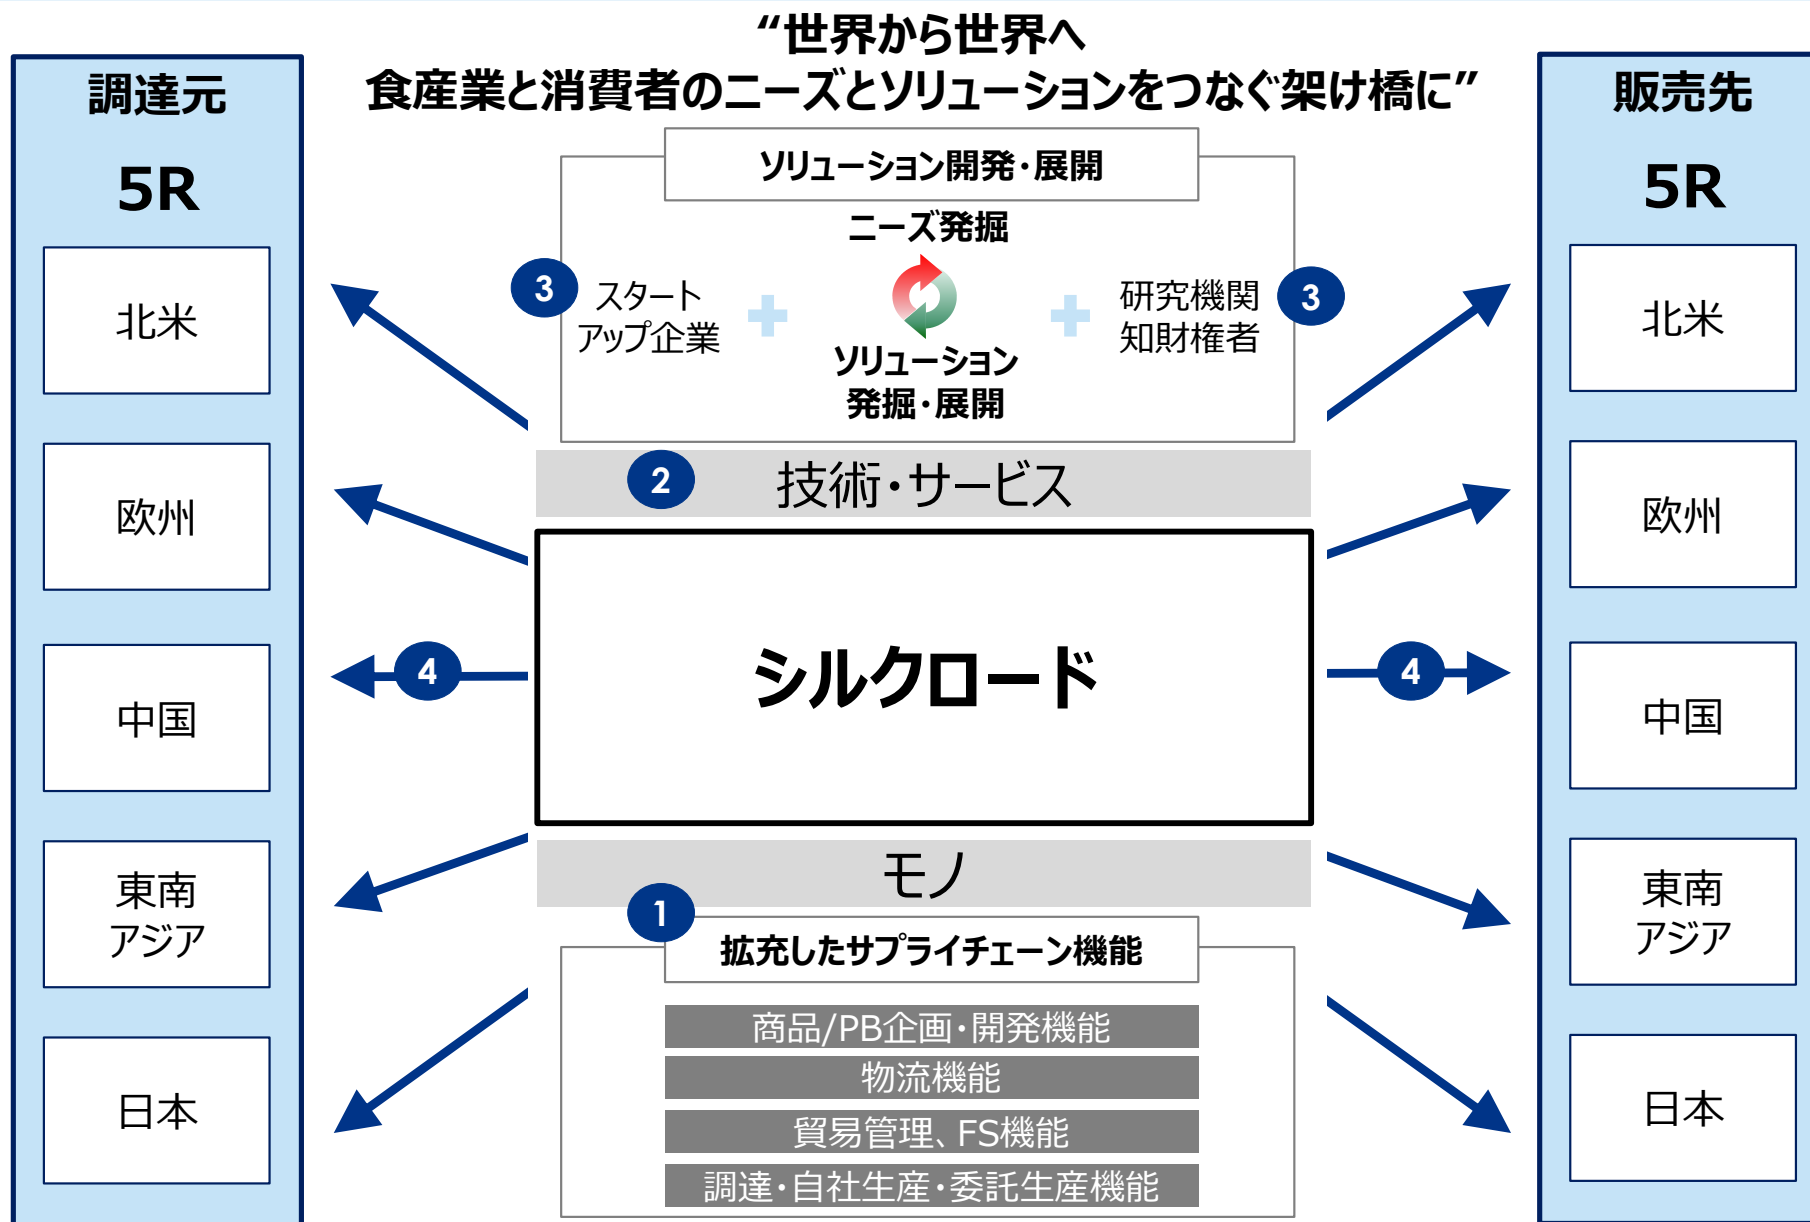 “世界から世界へ
食産業と消費者のニーズとソリューションをつなぐ架け橋に”
調達元
5R
北米
欧州
中国
東南
アジア
日本
ソリューション開発・展開
ニーズ発掘
3
スタート
アップ企業
ソリューション
発掘・展開
研究機関
知財権者
3
2
技術・サービス
シルクロード
4
4
モノ
1
拡充したサプライチェーン機能
商品/PB企画・開発機能
物流機能
貿易管理、FS機能
調達・自社生産・委託生産機能
販売先
5R
北米
欧州
中国
東南
アジア
日本